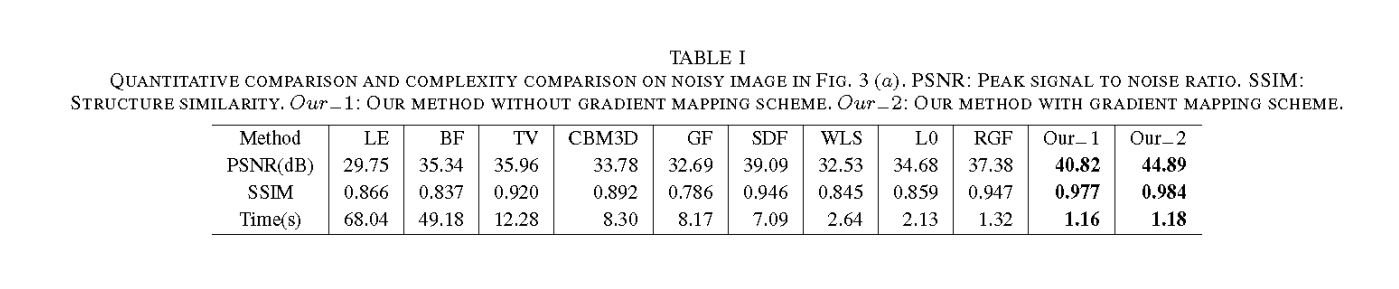 TABLE I
QUANTITATIVE COMPARISON AND COMPLEXITY COMPARISON ON NOISY IMAGE IN FIG. 3 (a). PSNR: PEAK SIGNAL TO NOISE RATIO. SSIM:
STRUCTURE SIMILARITY. Our_1: OUR METHOD WITHOUT GRADIENT MAPPING SCHEME. Our_2: OUR METHOD WITH GRADIENT MAPPING SCHEME.
Method LE BF TV CBM3D GF SDF WLS L0 RGF Our_1 Our_2
PSNR(dB) 29.75 35.34 35.96 33.78 32.69 39.09 32.53 34.68 37.38 40.82 44.89
SSIM 0.866 0.837 0.920 0.892 0.786 0.946 0.845 0.859 0.947 0.977 0.984
Time(s) 68.04 49.18 12.28 8.30 8.17 7.09 2.64 2.13 1.32 1.16 1.18